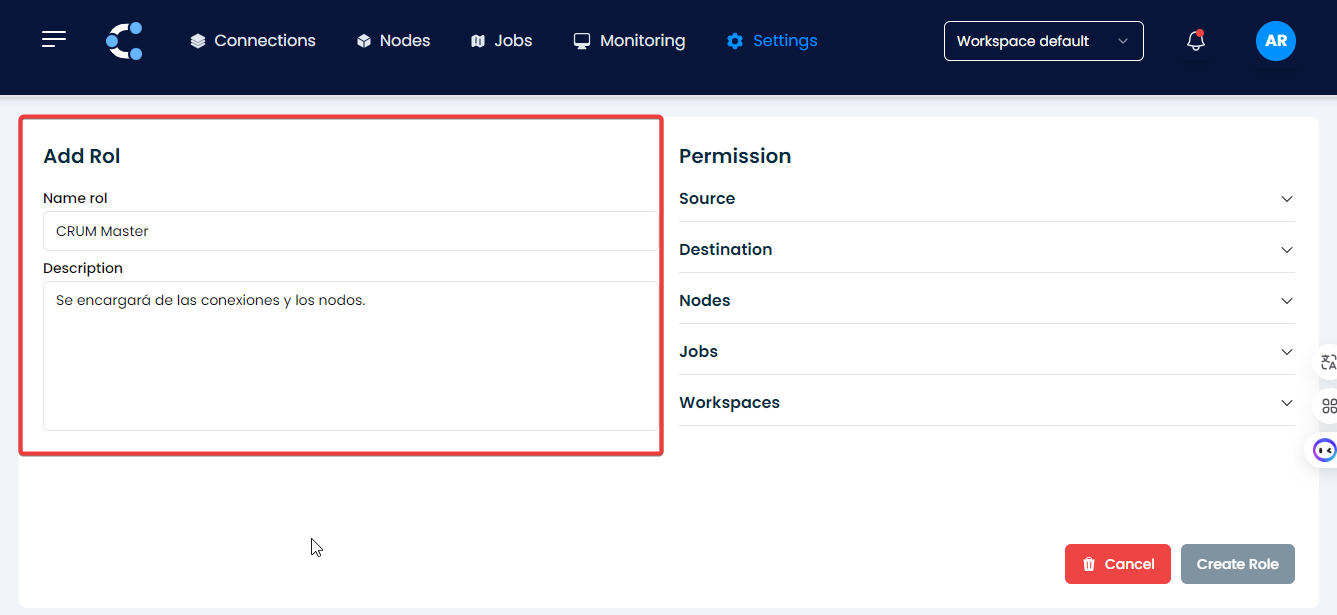 Connections
Nodes
Jobs
Monitoring
Settings
Workspace default
AR
Add Rol
Name rol
CRUM Master
Description
Se encargará de las conexiones y los nodos.
Permission
Source
Destination
Nodes
Jobs
Workspaces
Cancel
Create Role